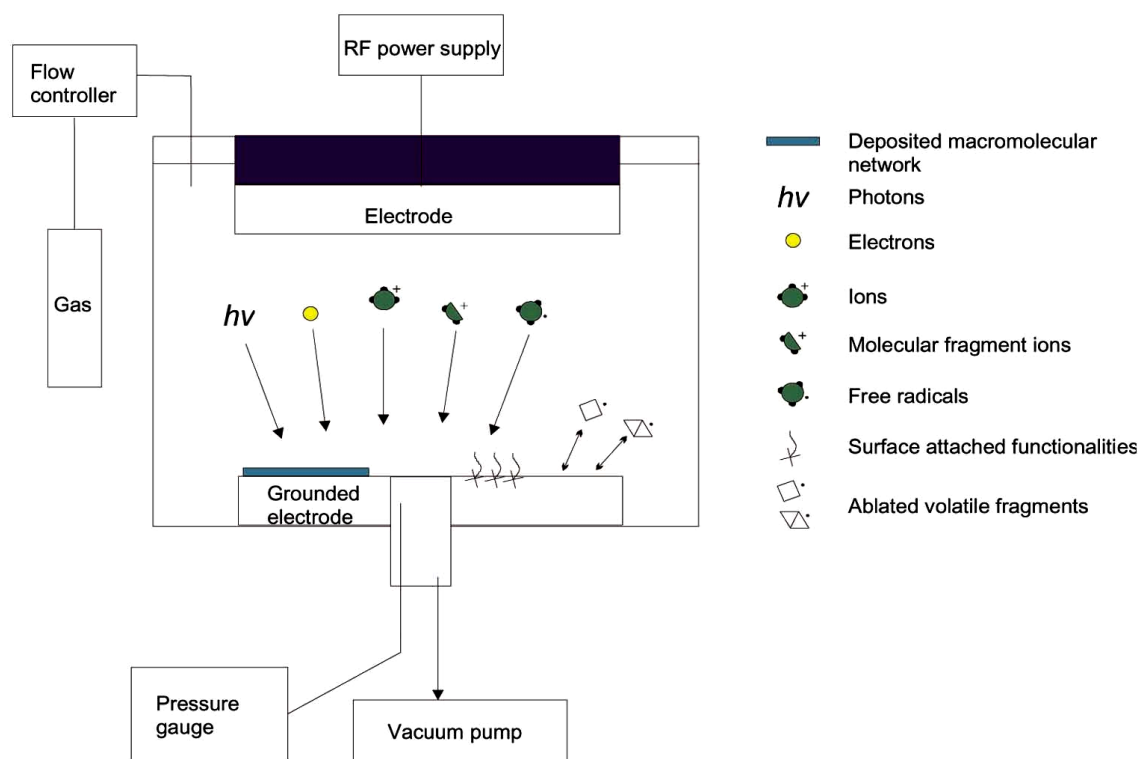 RF power supply
Flow
controller
Electrode
Gas
hv
+
+
Grounded
electrode
Pressure
gauge
Vacuum pump
Deposited macromolecular
network
hv Photons
Electrons
+ Ions
+ Molecular fragment ions
Free radicals
Surface attached functionalities
Ablated volatile fragments